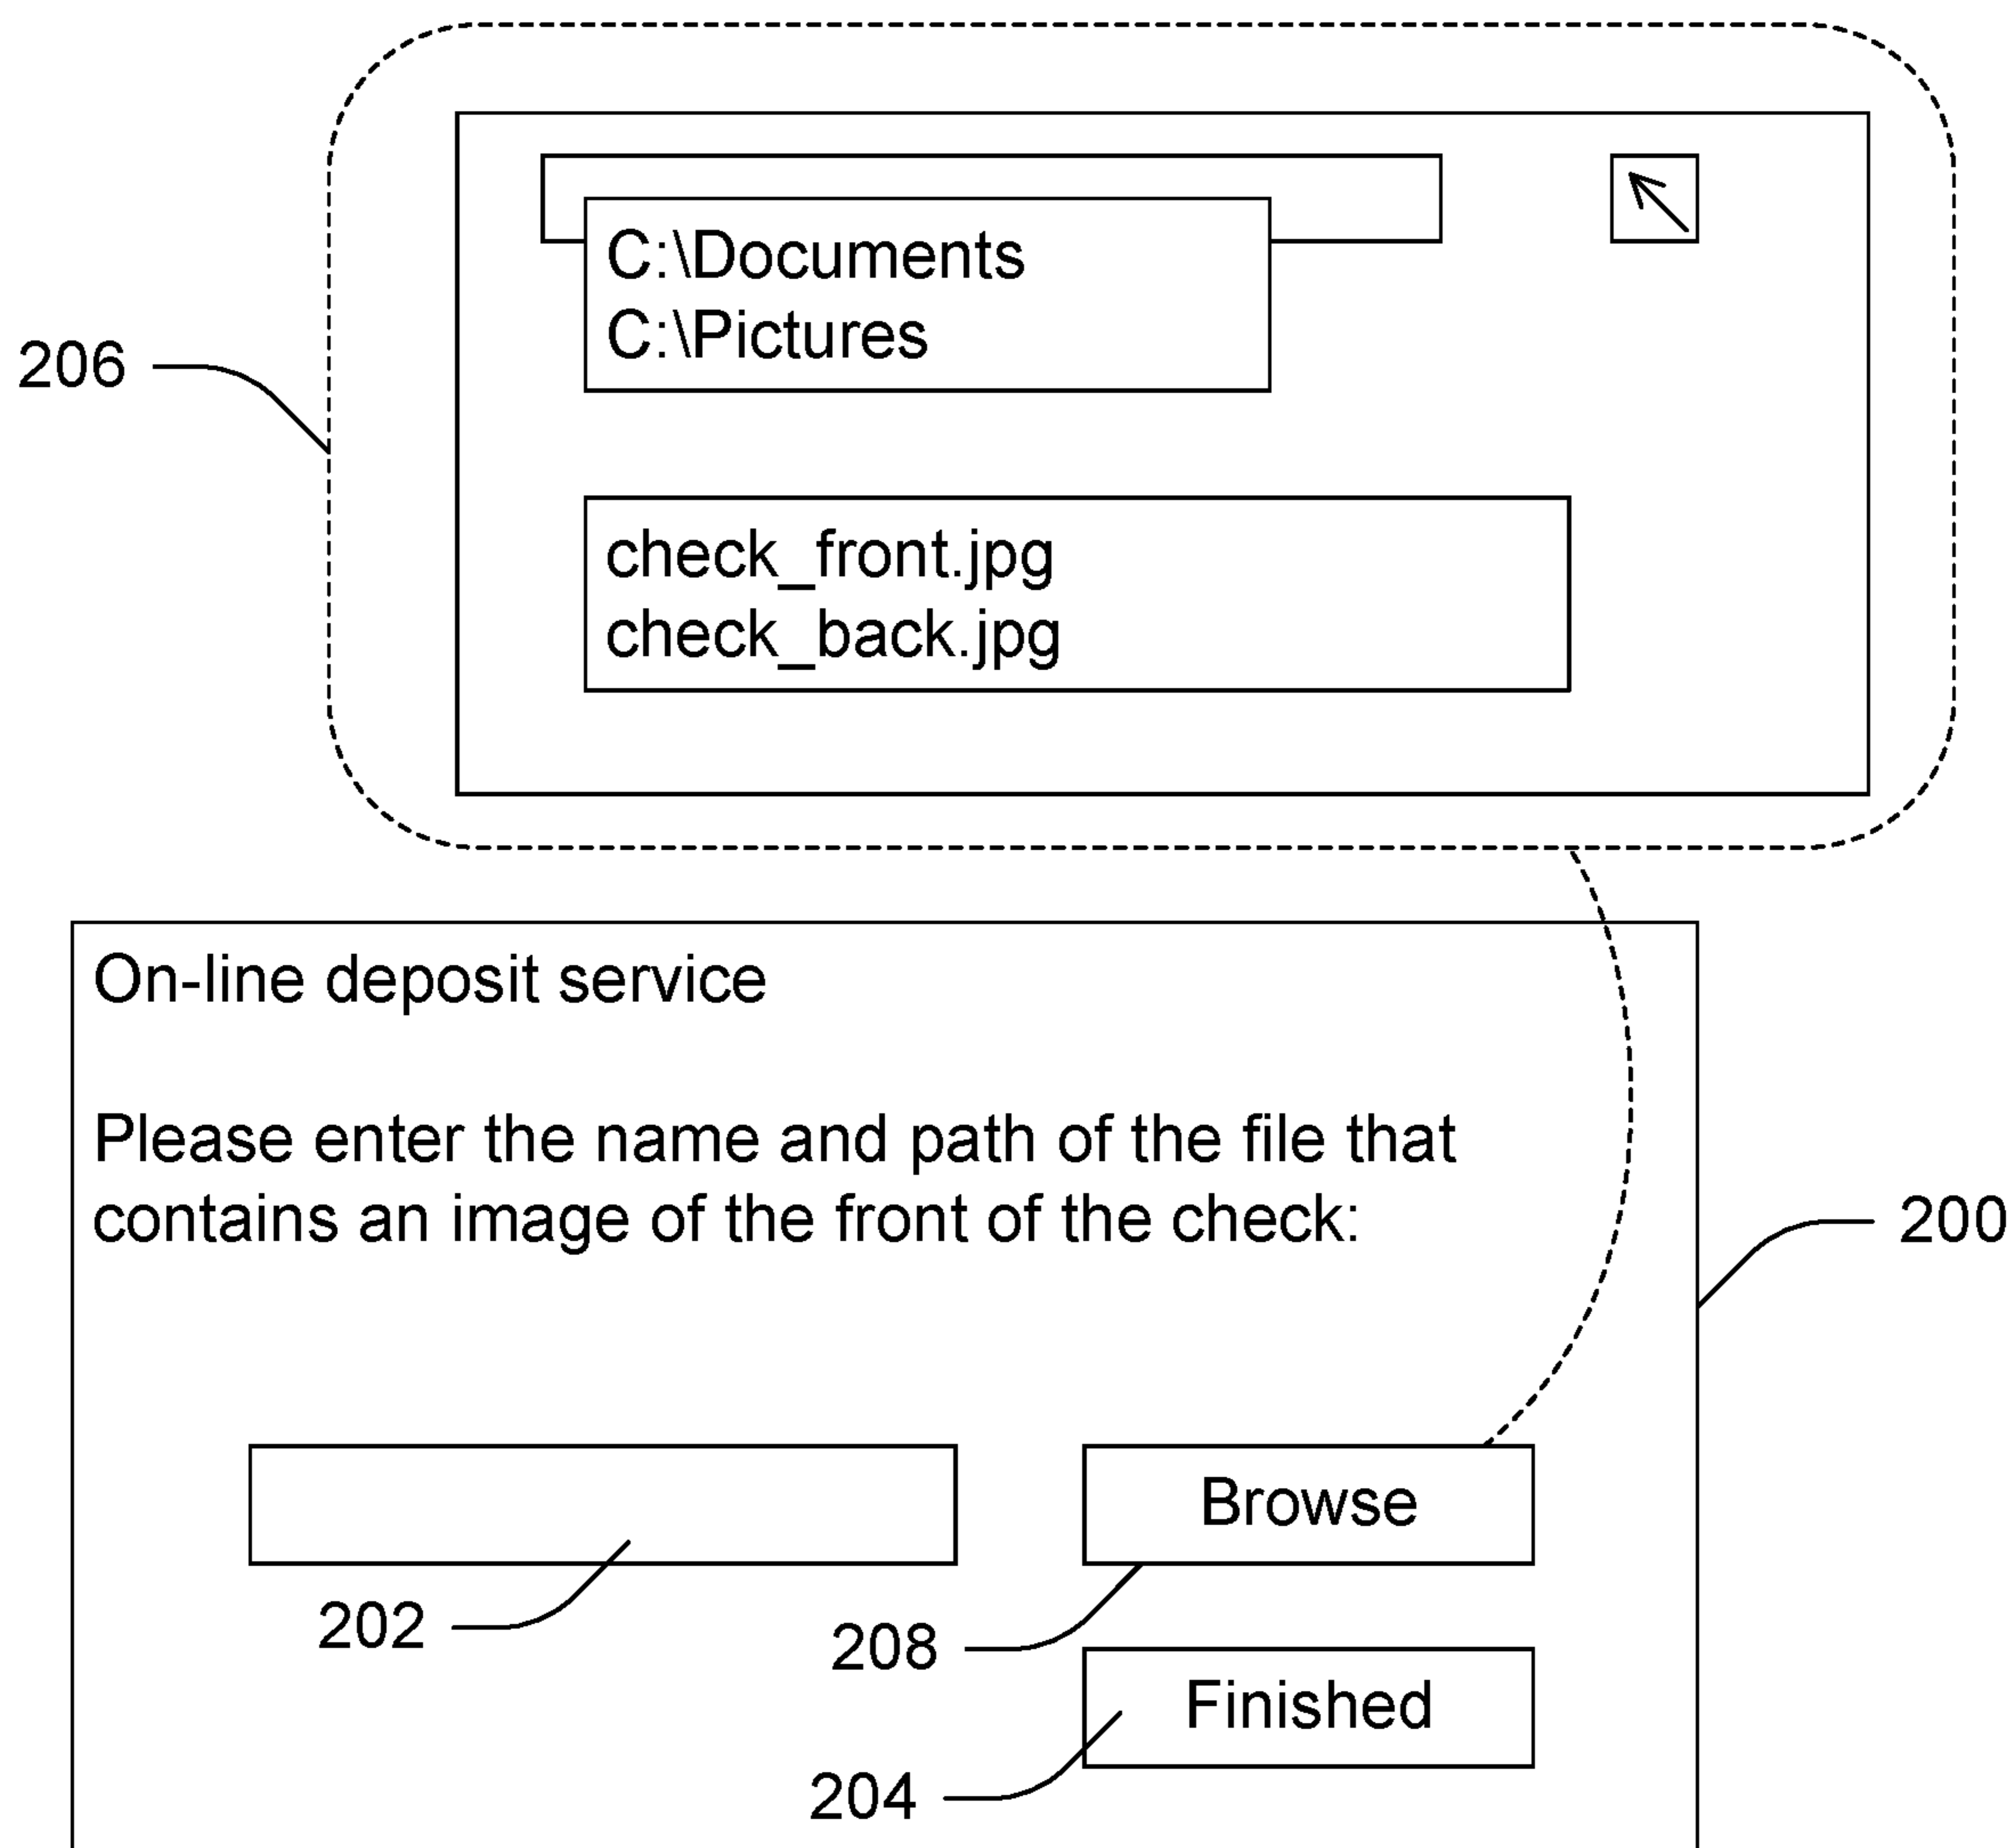 C:\Documents
C:\Pictures
206
check_front.jpg
check_back.jpg
On-line deposit service
Please enter the name and path of the file that
contains an image of the front of the check:
200
Browse
202
208
Finished
204